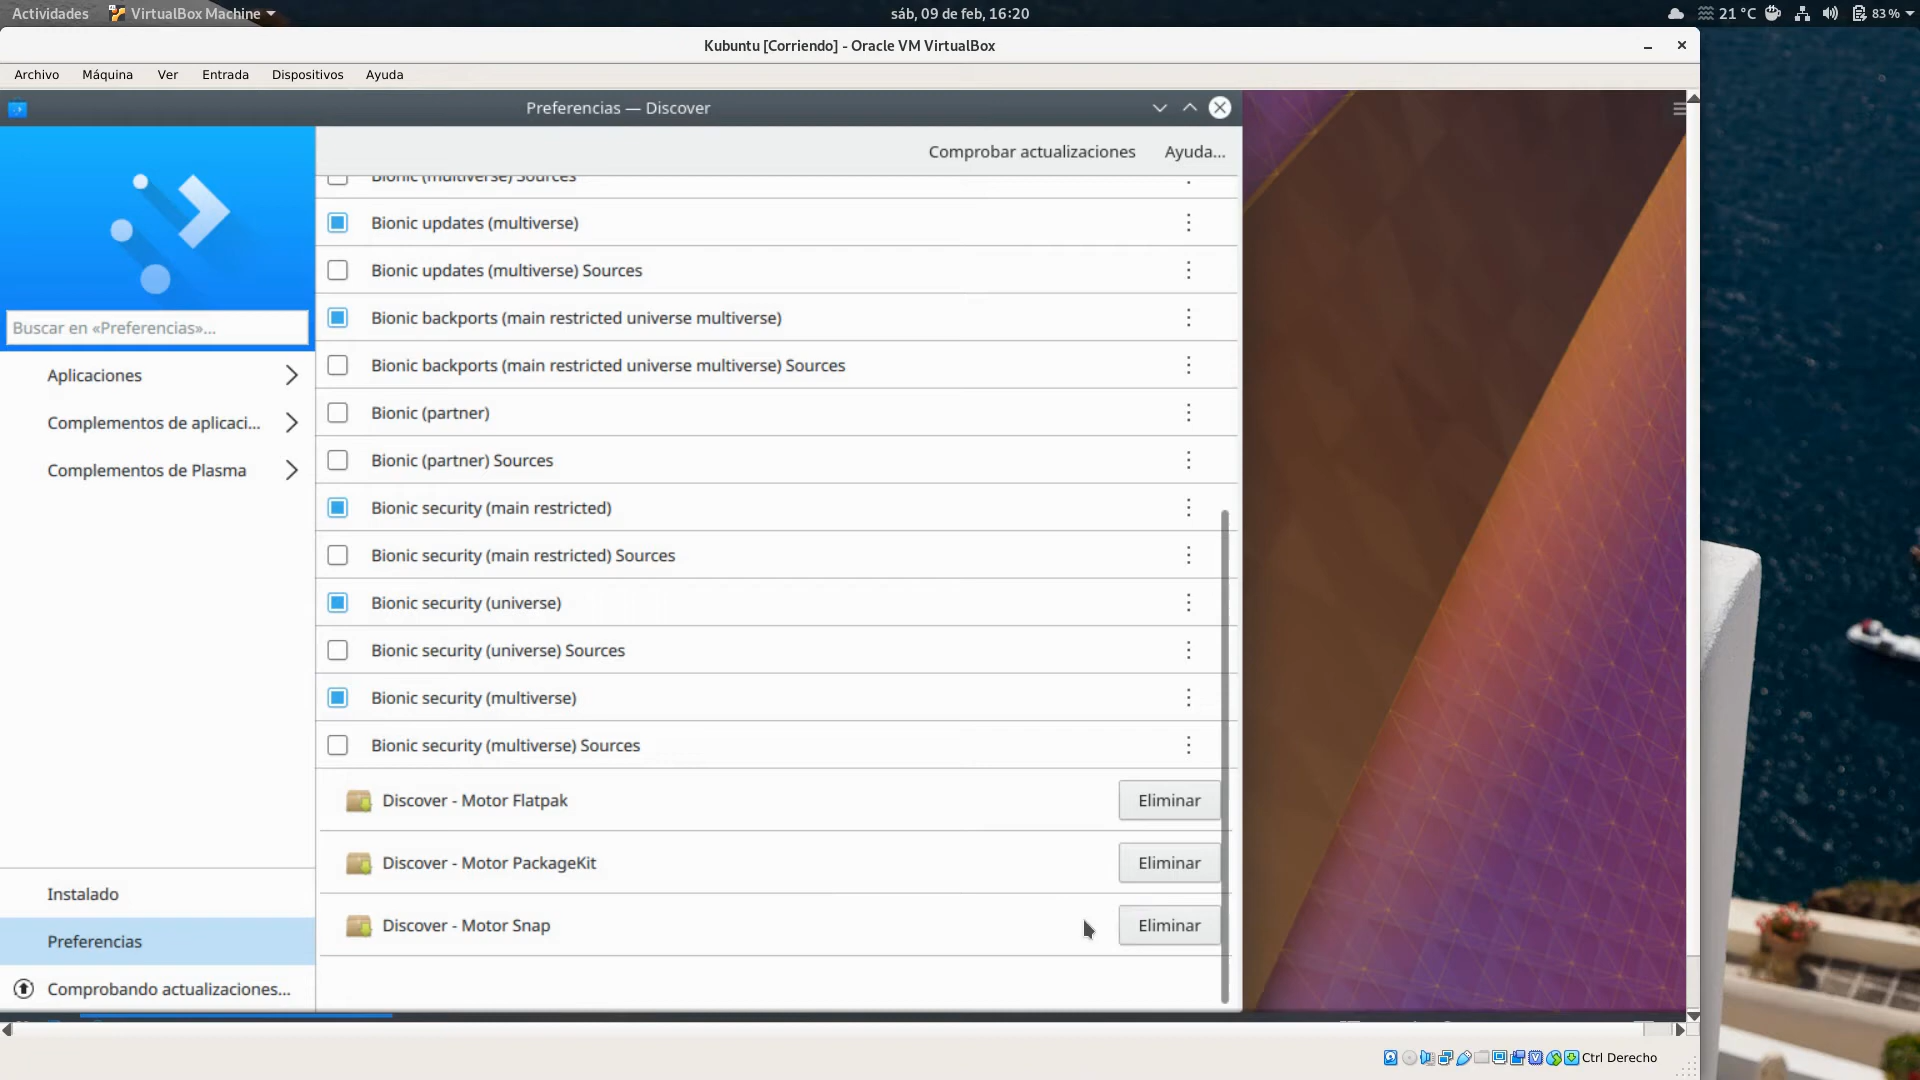 Actividades
VirtualBox Machine
sáb, 09 de feb, 16:20
21 °C
83 %
Kubuntu [Corriendo] - Oracle VM VirtualBox
Archivo
Máquina
Ver
Entrada
Dispositivos
Ayuda
Preferencias — Discover
Comprobar actualizaciones
Ayuda...
Buscar en «Preferencias»...
Aplicaciones
Complementos de aplicaci...
Complementos de Plasma
Instalado
Preferencias
Comprobando actualizaciones...
Bionic (multiverse) Sources
Bionic updates (multiverse)
Bionic updates (multiverse) Sources
Bionic backports (main restricted universe multiverse)
Bionic backports (main restricted universe multiverse) Sources
Bionic (partner)
Bionic (partner) Sources
Bionic security (main restricted)
Bionic security (main restricted) Sources
Bionic security (universe)
Bionic security (universe) Sources
Bionic security (multiverse)
Bionic security (multiverse) Sources
Discover - Motor Flatpak
Eliminar
Discover - Motor PackageKit
Eliminar
Discover - Motor Snap
Eliminar
Ctrl Derecho